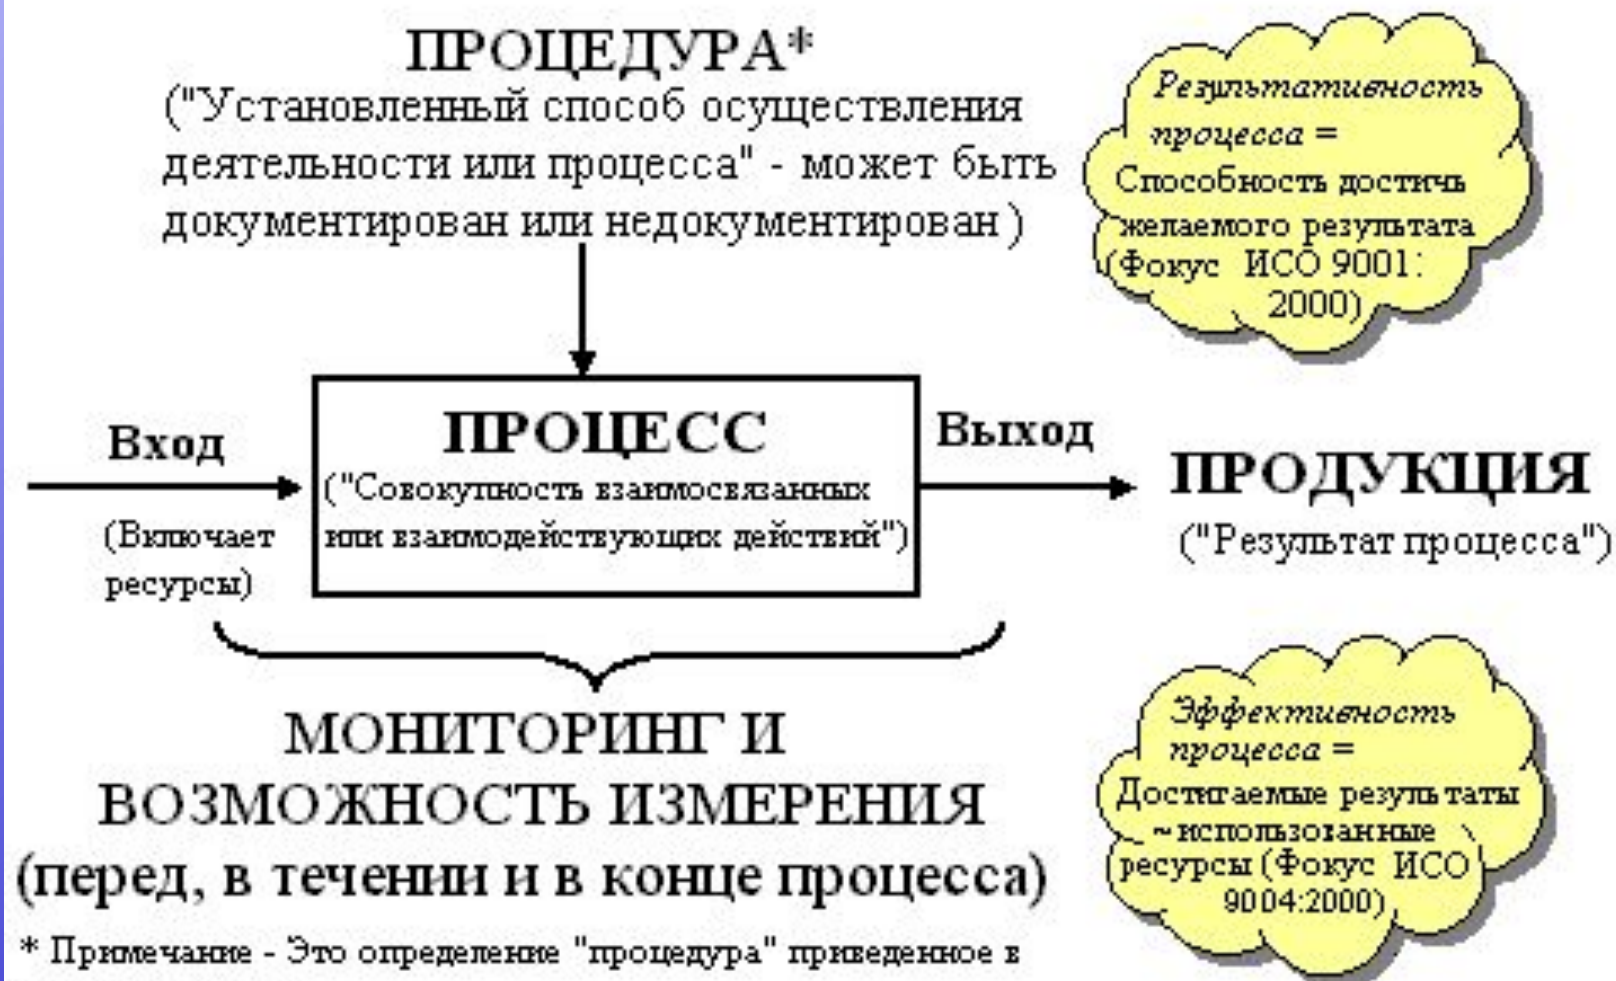 ПРОЦЕДУРА*
("Установленный способ осуществления
деятельности или процесса" - может быть
документирован или недокументирован )
Результативность
процесса =
Способность достичь
желаемого результата
(Фокус ИСО 9001:
2000)
Вход
(Включает
ресурсы)
ПРОЦЕСС
("Совокупность взаимосвязанных
или взаимодействующих действий")
Выход
ПРОДУКЦИЯ
("Результат процесса")
МОНИТОРИНГ И
ВОЗМОЖНОСТЬ ИЗМЕРЕНИЯ
(перед, в течении и в конце процесса)
Эффективность
процесса =
Достигаемые результаты
~ использованные
ресурсы (Фокус ИСО
9004:2000)
* Примечание - Это определение "процедура" приведенное в